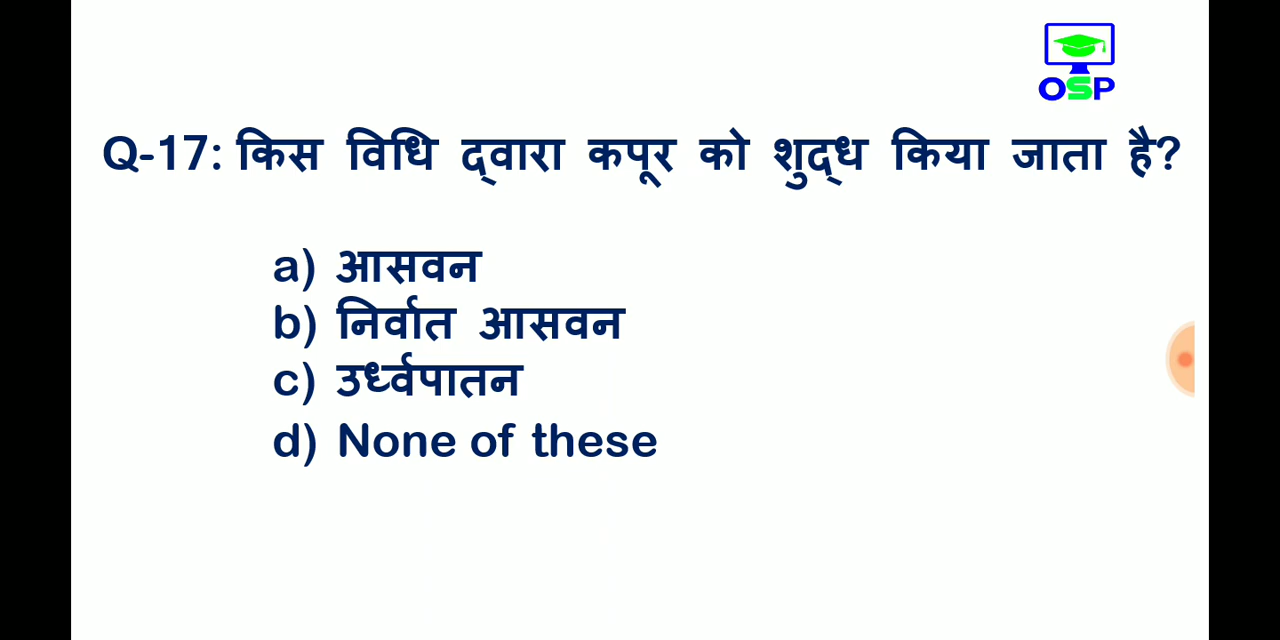 OSP
Q-17: किस विधि द्वारा कपूर को शुद्ध किया जाता है?
a) आसवन
b) निर्वात आसवन
c) उर्ध्वपातन
d) None of these